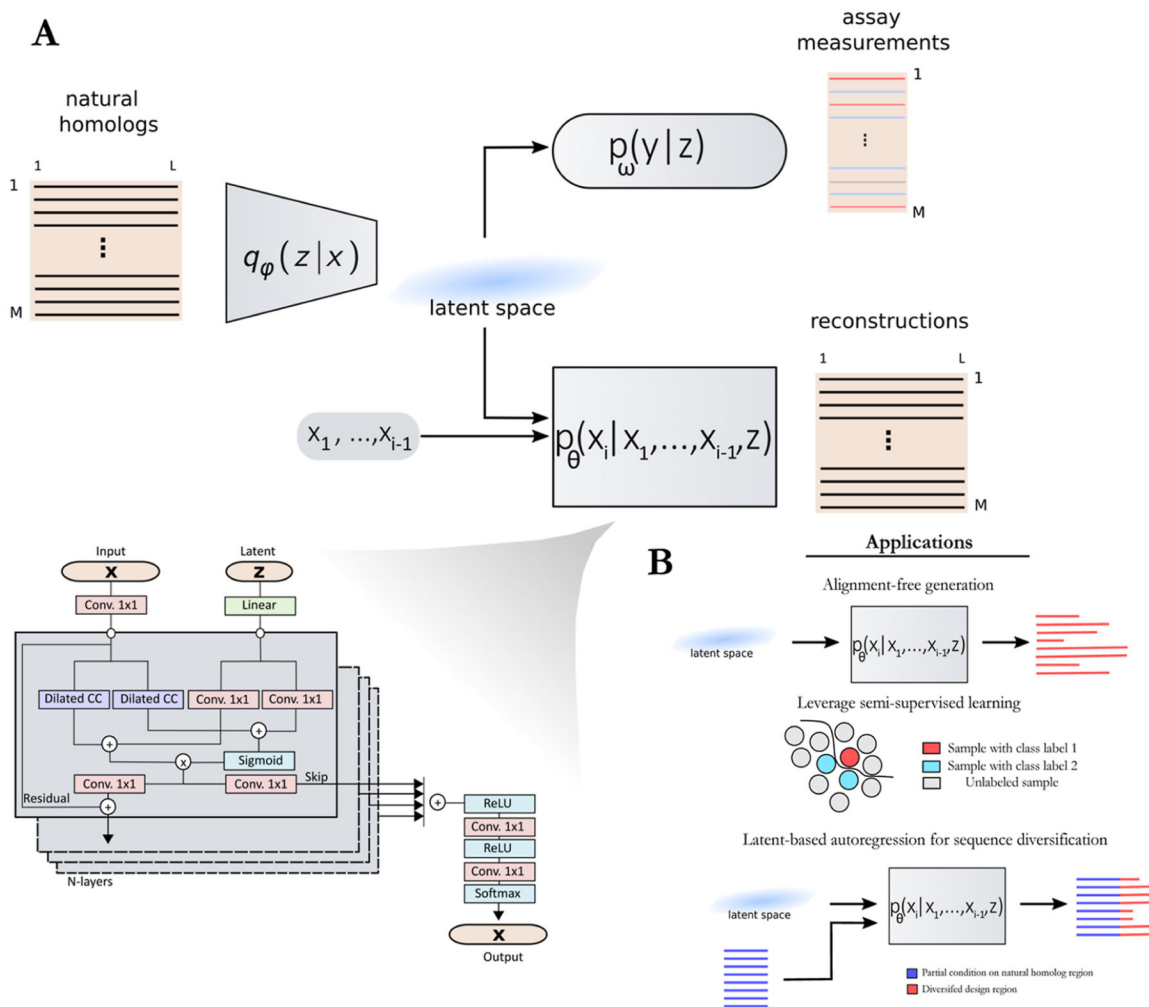 A
natural
homologs
1 L
1
⋮
M
qφ(z|x)
latent space
pω(y|z)
assay
measurements
1
⋮
M
x1, ...,xi-1
pθ(xi|x1,...,xi-1,z)
reconstructions
1 L
1
⋮
M
Input
x
Conv. 1x1
Latent
z
Linear
Dilated CC
Dilated CC
Conv. 1x1
Conv. 1x1
+
+
x
Sigmoid
Conv. 1x1
Conv. 1x1
Skip
Residual
+
N-layers
+
ReLU
Conv. 1x1
ReLU
Conv. 1x1
Softmax
x
Output
B
Applications
Alignment-free generation
latent space
pθ(xi|x1,...,xi-1,z)
Leverage semi-supervised learning
Sample with class label 1
Sample with class label 2
Unlabeled sample
Latent-based autoregression for sequence diversification
latent space
pθ(xi|x1,...,xi-1,z)
Partial condition on natural homolog region
Diversifed design region